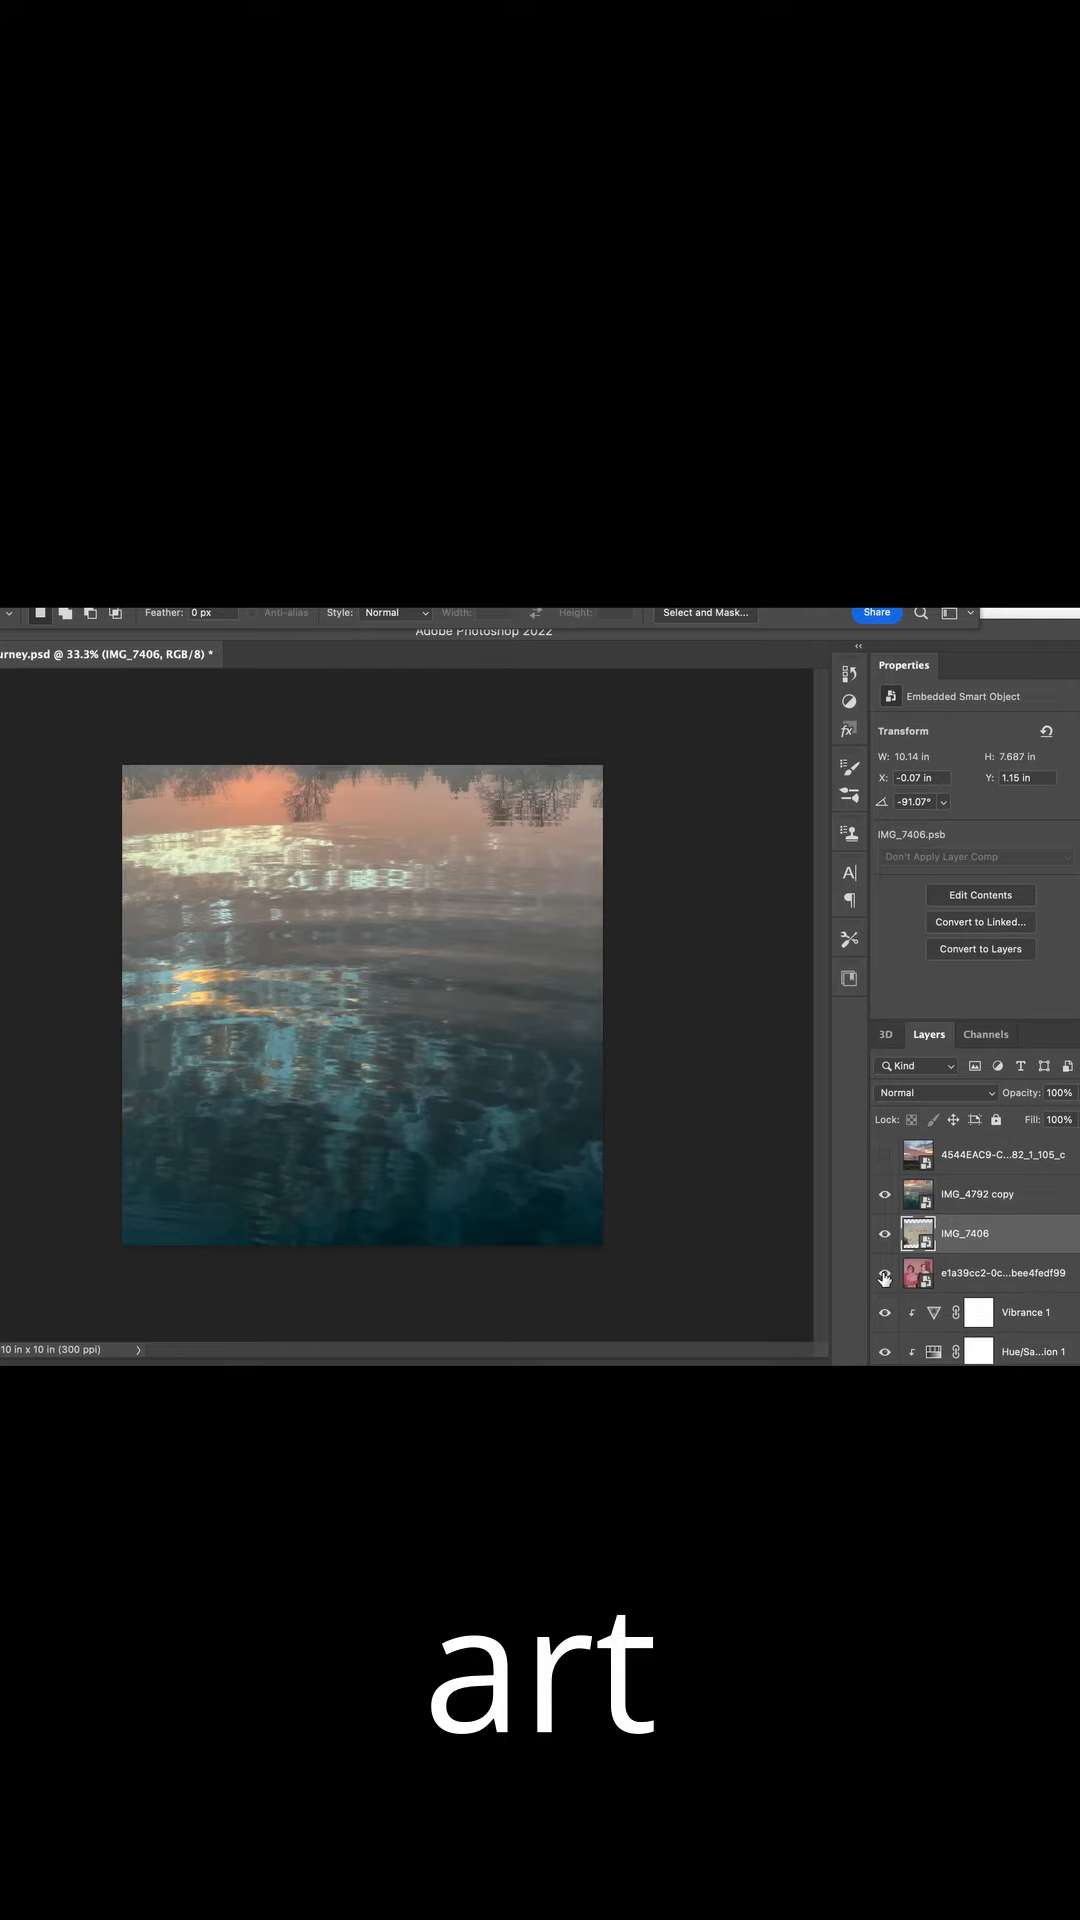 Feather: 0 px Anti-alias Style: Normal Width: Height: Select and Mask... Share
Adobe Photoshop 2022
urney.psd @ 33.3% (IMG_7406, RGB/8) *
Properties
Embedded Smart Object
Transform
W: 10.14 in H: 7.687 in
X: -0.07 in Y: 1.15 in
-91.07°
IMG_7406.psb
Don't Apply Layer Comp
Edit Contents
Convert to Linked...
Convert to Layers
3D Layers Channels
Kind
Normal Opacity: 100%
Lock: Fill: 100%
4544EAC9-C...82_1_105_c
IMG_4792 copy
IMG_7406
e1a39cc2-0c...bee4fedf99
Vibrance 1
Hue/Sa...ion 1
10 in x 10 in (300 ppi)
art